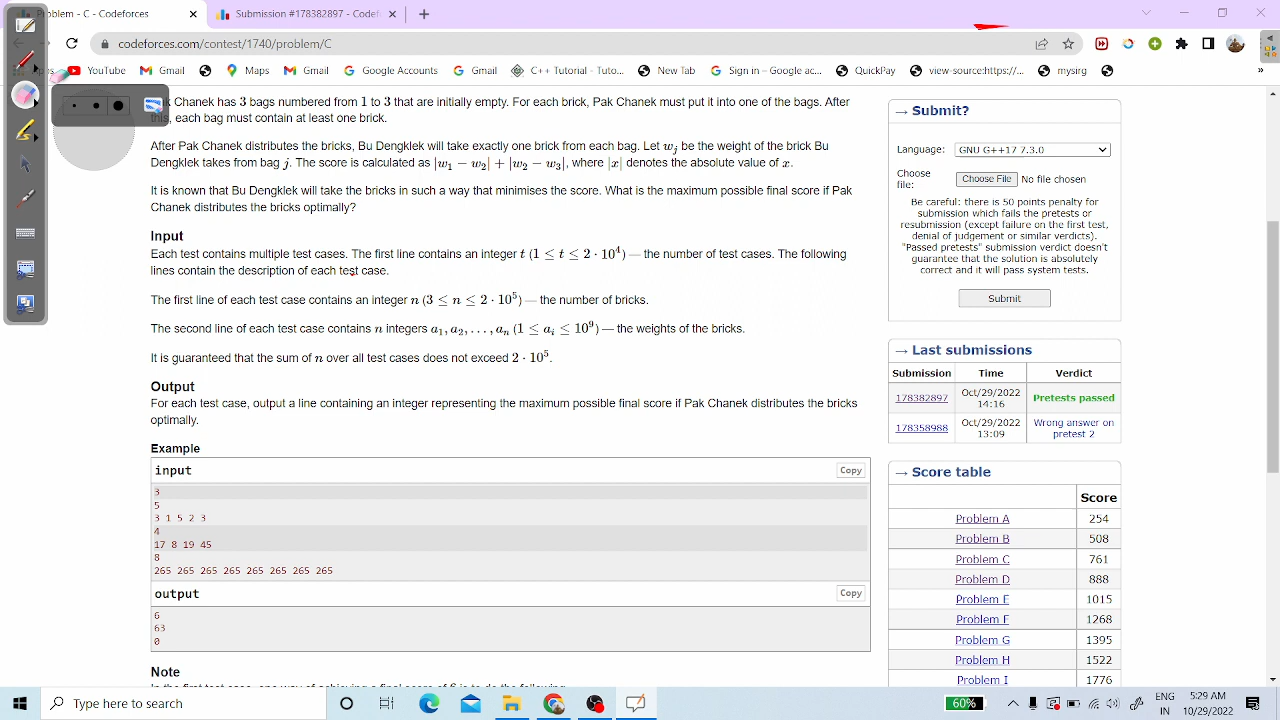 Problem - C - Codeforces
Submission #178382897 - Codef
codeforces.com/contest/1740/problem/C
YouTube
Gmail
Maps
Gmail
Google Accounts
C++ Tutorial - Tuto...
New Tab
Sign in - Google ac...
QuickPay
new-source:https://...
mysrg
»
k Chanek has 3 bags numbered from 1 to 3 that are initially empty. For each brick, Pak Chanek must put it into one of the bags. After
this, each bag must contain at least one brick.
After Pak Chanek distributes the bricks, Bu Dengklek will take exactly one brick from each bag. Let w_j be the weight of the brick Bu
Dengklek takes from bag j. The score is calculated as |w_1 − w_2| + |w_2 − w_3|, where |x| denotes the absolute value of x.
It is known that Bu Dengklek will take the bricks in such a way that minimises the score. What is the maximum possible final score if Pak
Chanek distributes the bricks optimally?
Input
Each test contains multiple test cases. The first line contains an integer t (1 ≤ t ≤ 2 · 10^4) — the number of test cases. The following
lines contain the description of each test case.
The first line of each test case contains an integer n (3 ≤ n ≤ 2 · 10^5) — the number of bricks.
The second line of each test case contains n integers a_1, a_2, . . . , a_n (1 ≤ a_i ≤ 10^9) — the weights of the bricks.
It is guaranteed that the sum of n over all test cases does not exceed 2 · 10^5.
Output
For each test case, output a line containing an integer representing the maximum possible final score if Pak Chanek distributes the bricks
optimally.
Example
input
Copy
3
5
3 1 5 2 3
4
17 8 19 45
8
265 265 265 265 265 265 265 265
output
Copy
6
63
0
Note
→ Submit?
Language: GNU G++17 7.3.0
Choose
file:
Choose File No file chosen
Be careful: there is 50 points penalty for
submission which fails the pretests or
resubmission (except failure on the first test,
denial of judgement or similar verdicts).
"Passed pretests" submission verdict doesn't
guarantee that the solution is absolutely
correct and it will pass system tests.
Submit
→ Last submissions
Submission Time Verdict
178382897 Oct/29/2022 14:16 Pretests passed
178358988 Oct/29/2022 13:09 Wrong answer on pretest 2
→ Score table
Score
Problem A 254
Problem B 508
Problem C 761
Problem D 888
Problem E 1015
Problem F 1268
Problem G 1395
Problem H 1522
Problem I 1776
Type here to search
60%
ENG
IN
5:29 AM
10/29/2022